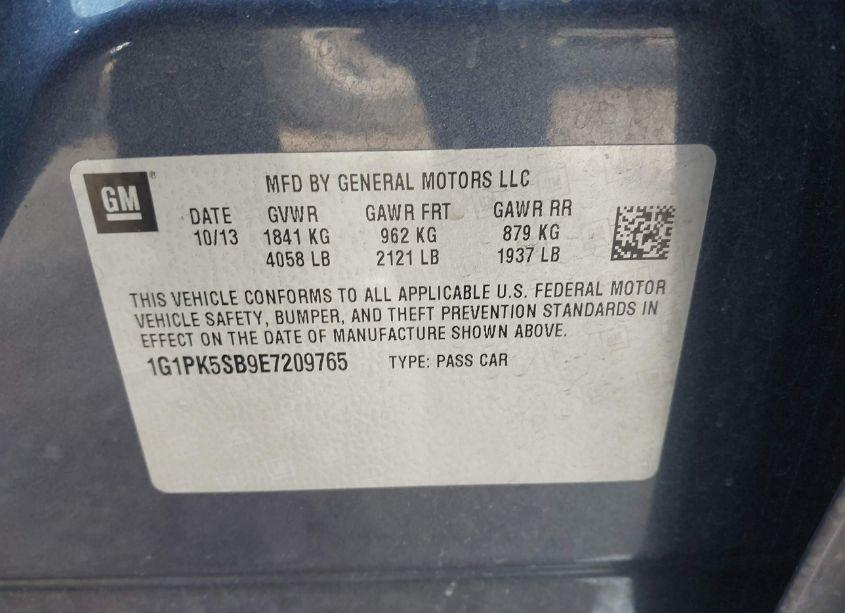 GM
MFD BY GENERAL MOTORS LLC
DATE GVWR GAWR FRT GAWR RR
10/13 1841 KG 962 KG 879 KG
4058 LB 2121 LB 1937 LB
THIS VEHICLE CONFORMS TO ALL APPLICABLE U.S. FEDERAL MOTOR
VEHICLE SAFETY, BUMPER, AND THEFT PREVENTION STANDARDS IN
EFFECT ON THE DATE OF MANUFACTURE SHOWN ABOVE.
1G1PK5SB9E7209765 TYPE: PASS CAR